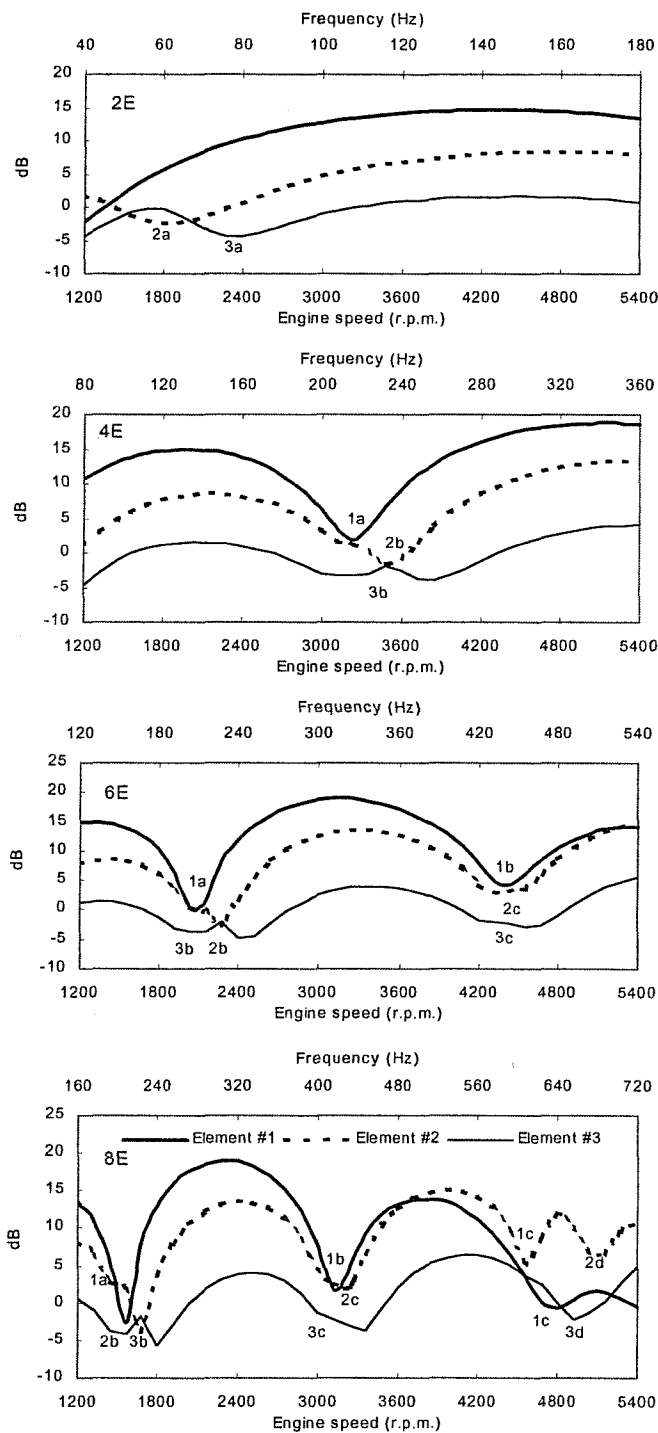 Frequency (Hz)
40 60 80 100 120 140 160 180
20
15
10
5
0
-5
-10
dB
2E
2a
3a
1200 1800 2400 3000 3600 4200 4800 5400
Engine speed (r.p.m.)
Frequency (Hz)
80 120 160 200 240 280 320 360
20
15
10
5
0
-5
-10
dB
4E
1a
2b
3b
1200 1800 2400 3000 3600 4200 4800 5400
Engine speed (r.p.m.)
Frequency (Hz)
120 180 240 300 360 420 480 540
25
20
15
10
5
0
-5
-10
dB
6E
1a
1b
2c
3b 2b
3c
1200 1800 2400 3000 3600 4200 4800 5400
Engine speed (r.p.m.)
Frequency (Hz)
160 240 320 400 480 560 640 720
25
20
15
10
5
0
-5
-10
dB
Element #1 Element #2 Element #3
8E
1c
2d
1a
1b
2c
1c
2b 3b
3c
3d
1200 1800 2400 3000 3600 4200 4800 5400
Engine speed (r.p.m.)